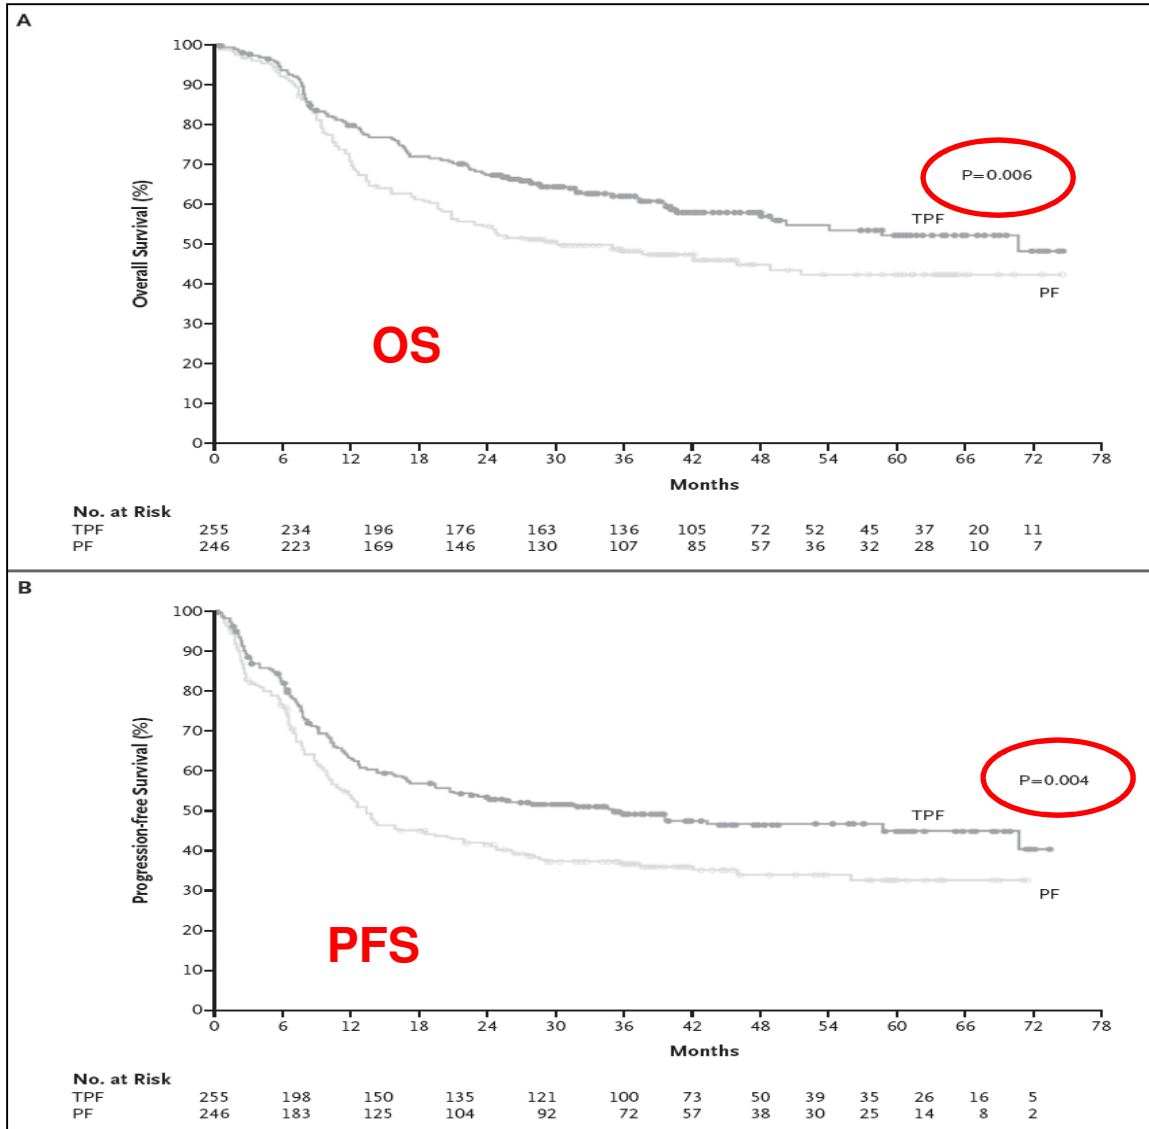 A
100
90
80
70
60
50
40
30
20
10
0
Overall Survival (%)
P=0.006
TPF
PF
OS
0 6 12 18 24 30 36 42 48 54 60 66 72 78
Months
No. at Risk
TPF 255 234 196 176 163 136 105 72 52 45 37 20 11
PF 246 223 169 146 130 107 85 57 36 32 28 10 7
B
100
90
80
70
60
50
40
30
20
10
0
Progression-free Survival (%)
P=0.004
TPF
PF
PFS
0 6 12 18 24 30 36 42 48 54 60 66 72 78
Months
No. at Risk
TPF 255 198 150 135 121 100 73 50 39 35 26 16 5
PF 246 183 125 104 92 72 57 38 30 25 14 8 2